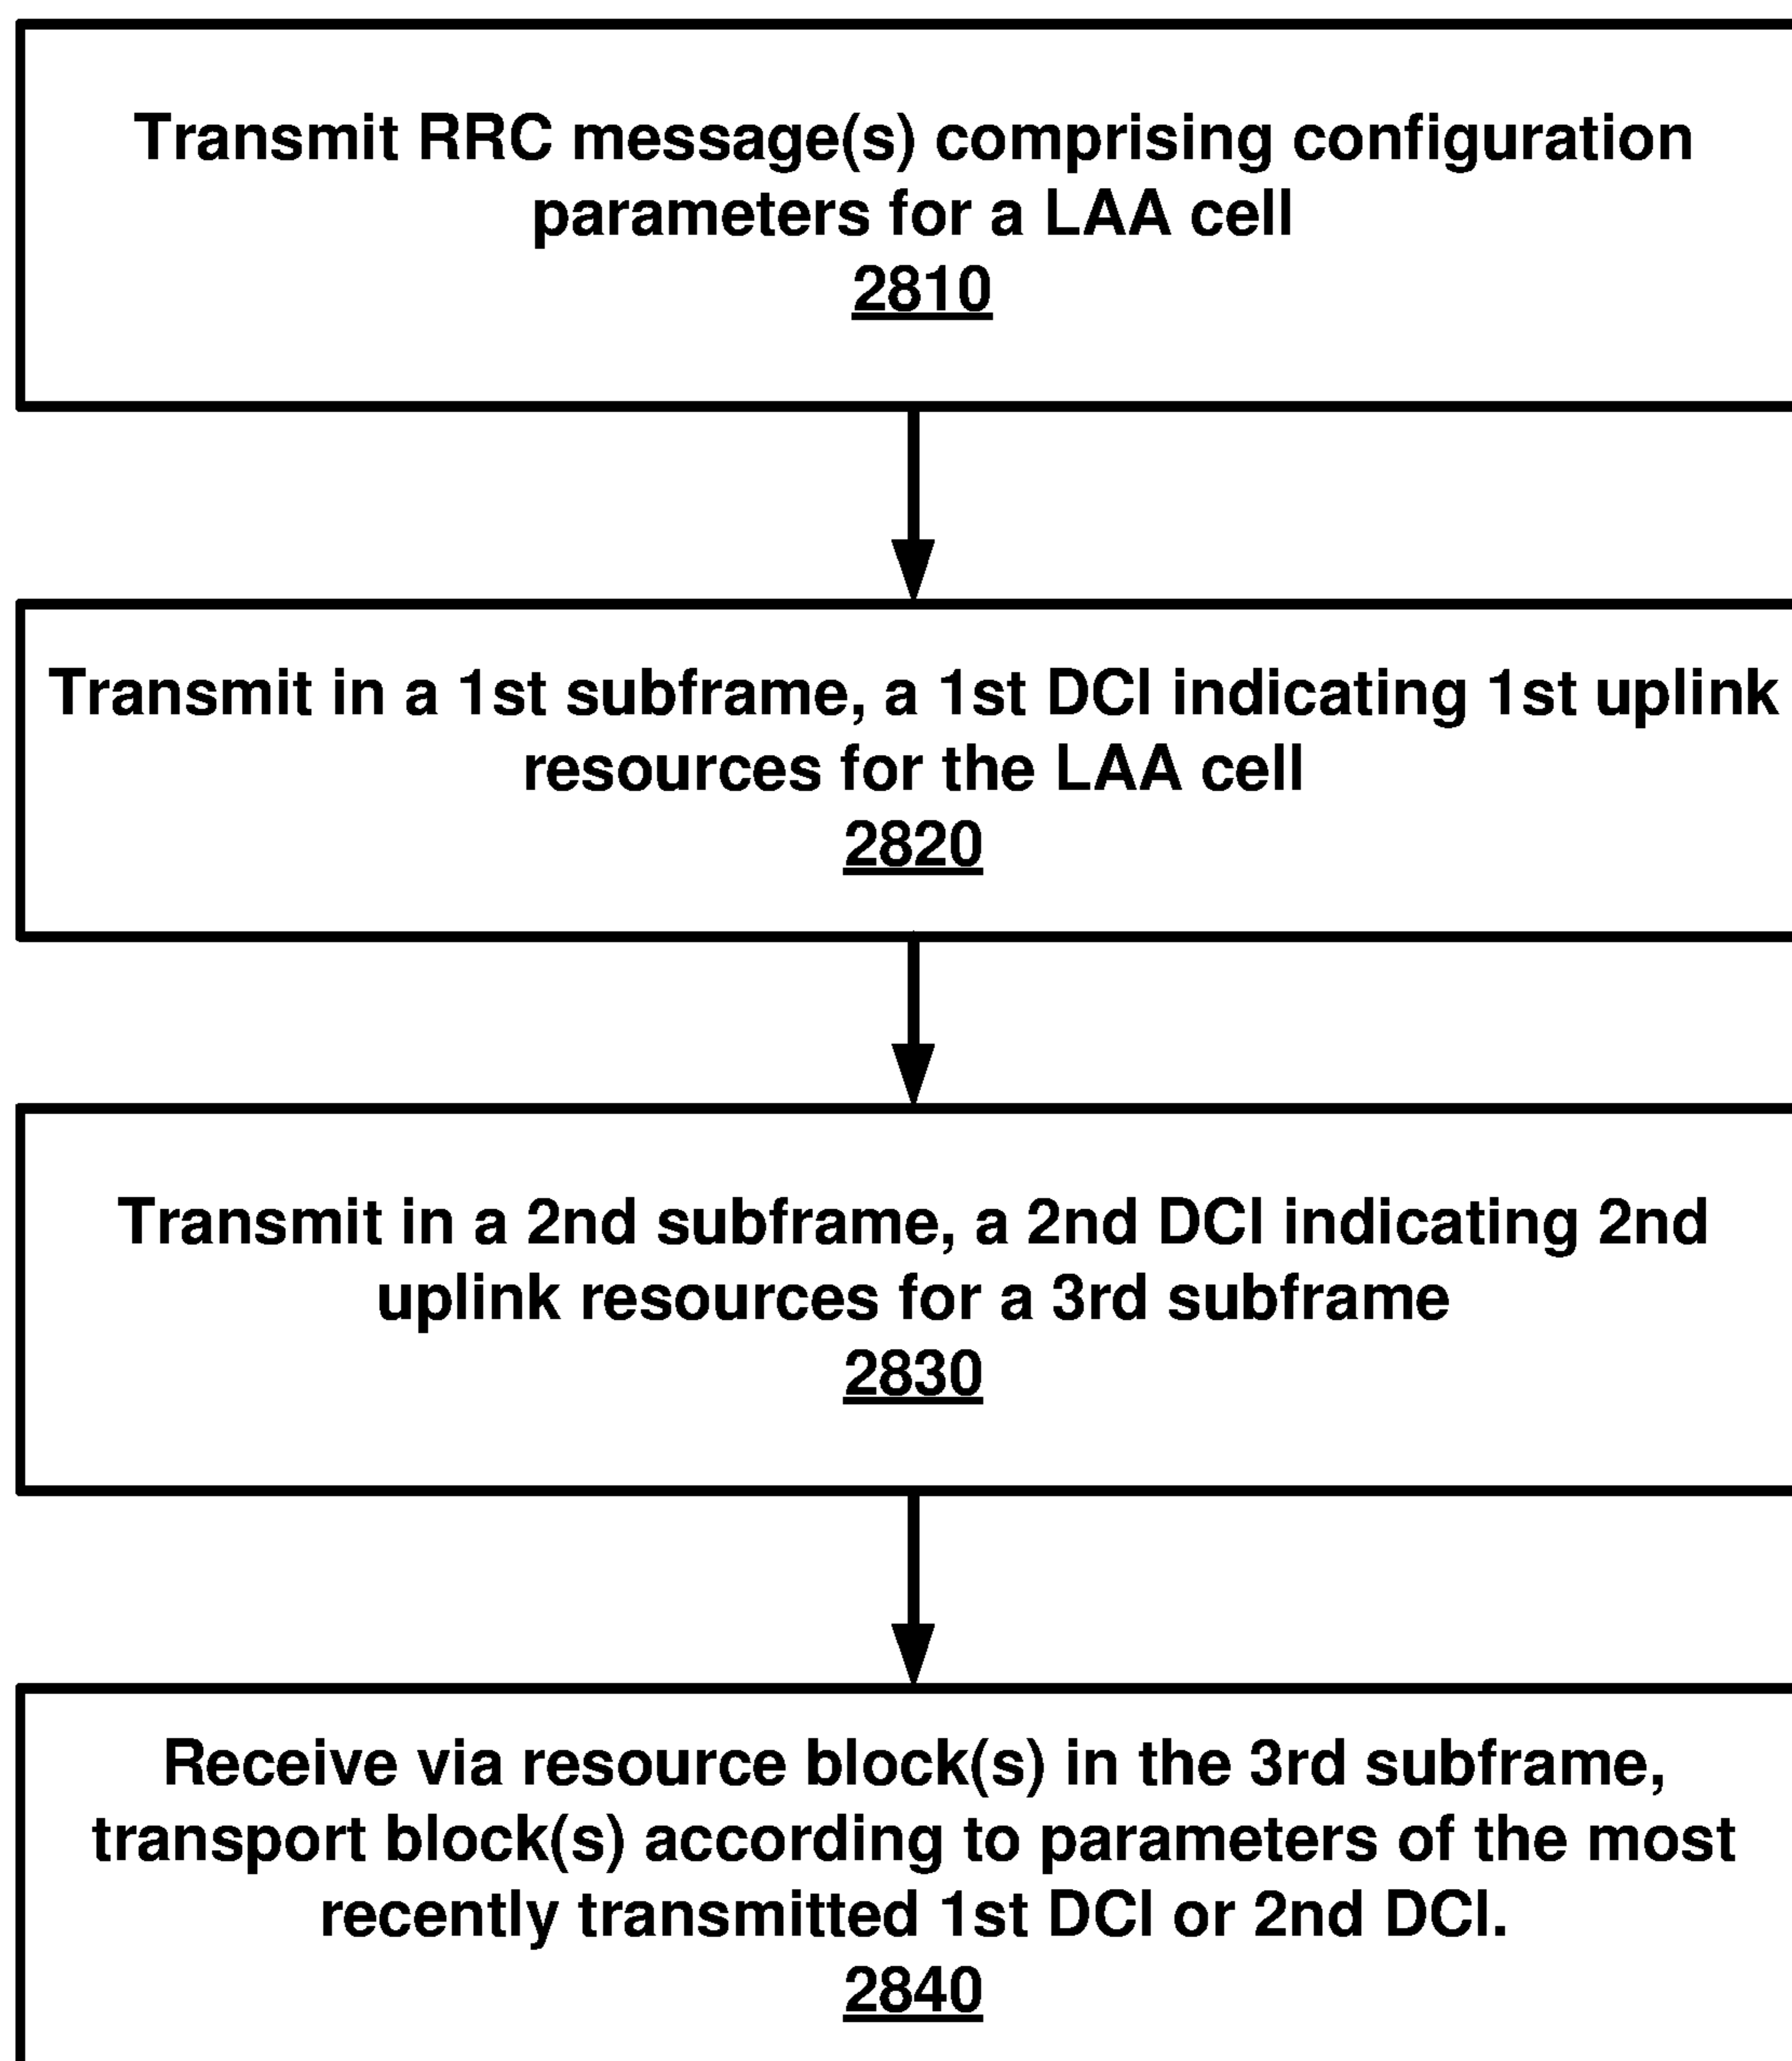 Transmit RRC message(s) comprising configuration
parameters for a LAA cell
2810
Transmit in a 1st subframe, a 1st DCI indicating 1st uplink
resources for the LAA cell
2820
Transmit in a 2nd subframe, a 2nd DCI indicating 2nd
uplink resources for a 3rd subframe
2830
Receive via resource block(s) in the 3rd subframe,
transport block(s) according to parameters of the most
recently transmitted 1st DCI or 2nd DCI.
2840